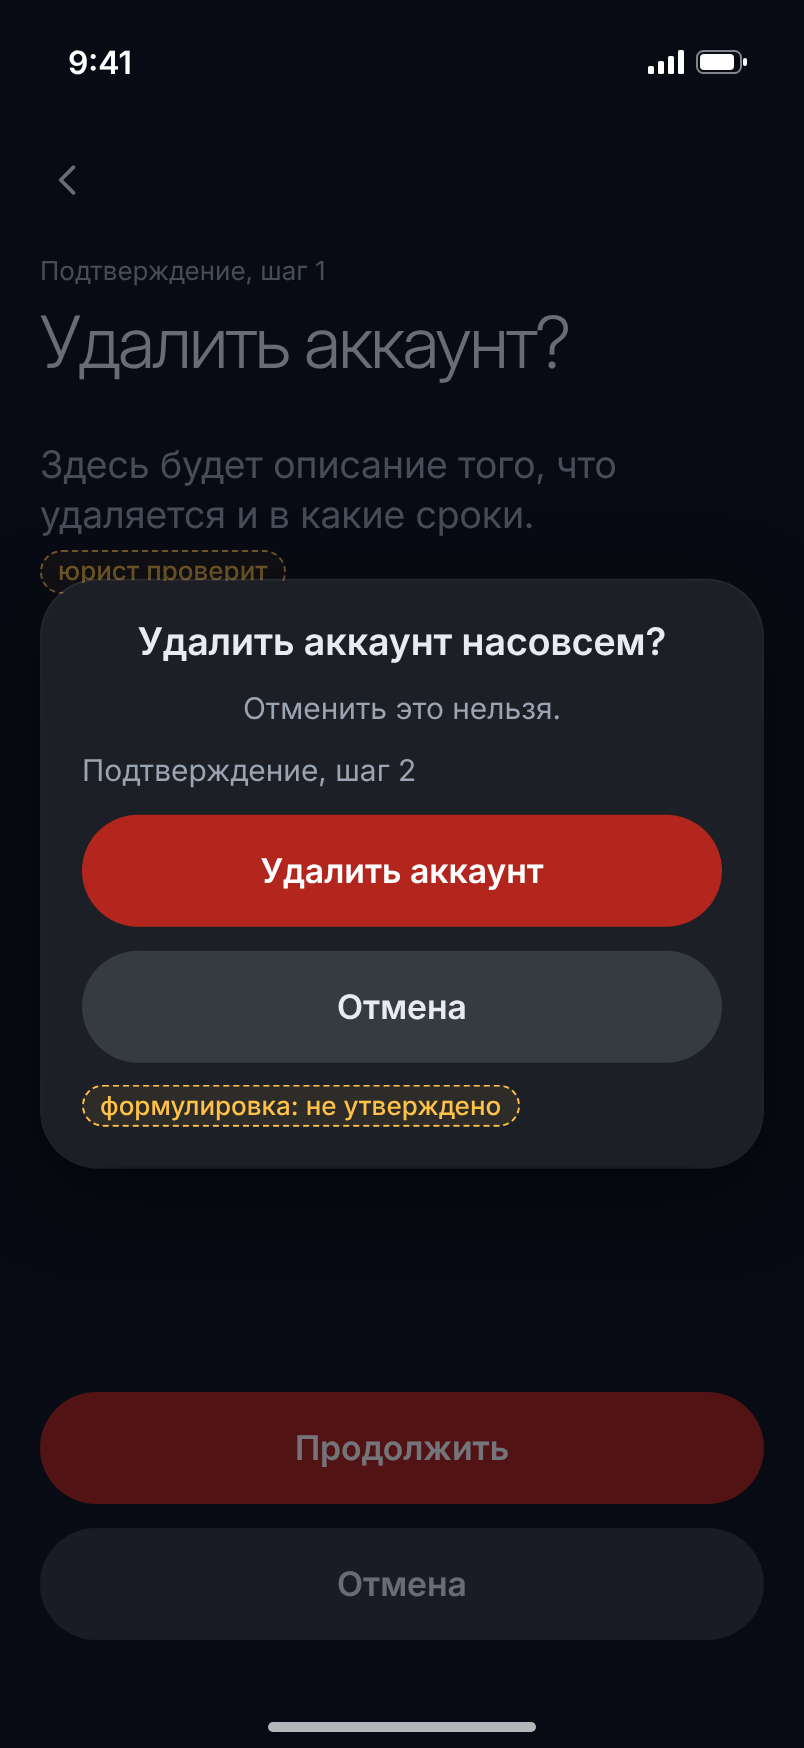 9:41
Подтверждение, шаг 1
Удалить аккаунт?
Здесь будет описание того, что
удаляется и в какие сроки.
юрист проверит
Удалить аккаунт насовсем?
Отменить это нельзя.
Подтверждение, шаг 2
Удалить аккаунт
Отмена
формулировка: не утверждено
Продолжить
Отмена